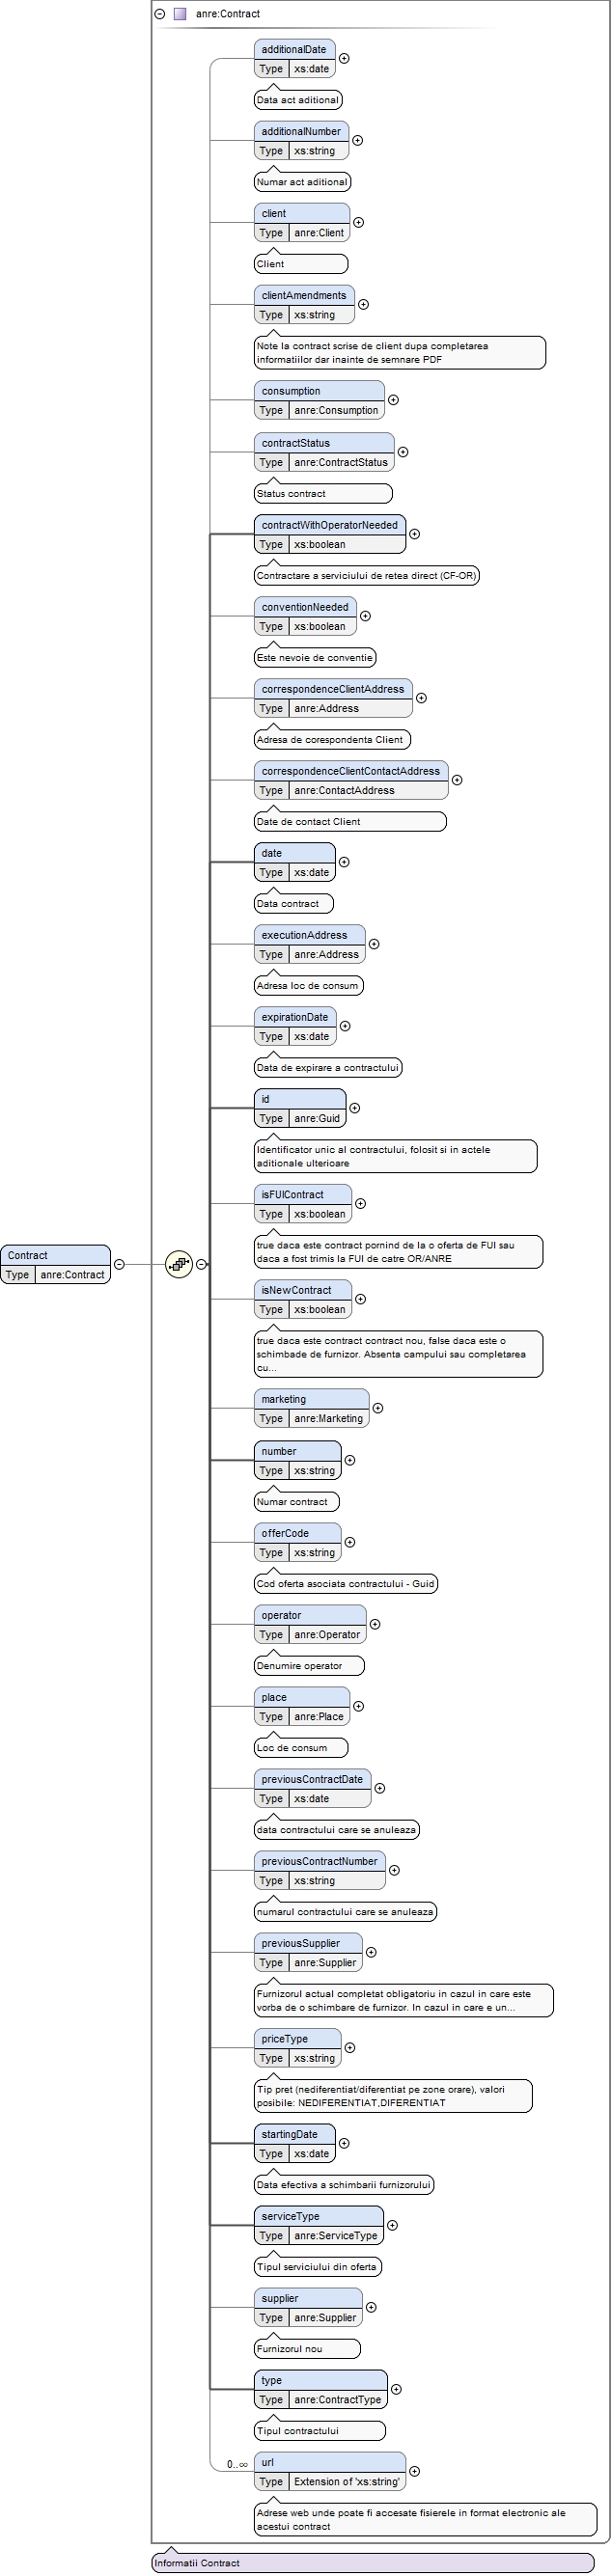 anre:Contract
additionalDate
Type xs:date
Data act aditional
additionalNumber
Type xs:string
Numar act aditional
client
Type anre:Client
Client
clientAmendments
Type xs:string
Note la contract scrise de client dupa completarea
informatiilor dar inainte de semnare PDF
consumption
Type anre:Consumption
contractStatus
Type anre:ContractStatus
Status contract
contractWithOperatorNeeded
Type xs:boolean
Contractare a serviciului de retea direct (CF-OR)
conventionNeeded
Type xs:boolean
Este nevoie de conventie
correspondenceClientAddress
Type anre:Address
Adresa de corespondenta Client
correspondenceClientContactAddress
Type anre:ContactAddress
Date de contact Client
date
Type xs:date
Data contract
executionAddress
Type anre:Address
Adresa loc de consum
expirationDate
Type xs:date
Data de expirare a contractului
id
Type anre:Guid
Identificator unic al contractului, folosit si in actele
aditionale ulterioare
isFUIContract
Type xs:boolean
true daca este contract pornind de la o oferta de FUI sau
daca a fost trimis la FUI de catre OR/ANRE
Contract
Type anre:Contract
isNewContract
Type xs:boolean
true daca este contract contract nou, false daca este o
schimbade de furnizor. Absenta campului sau completarea
cu...
marketing
Type anre:Marketing
number
Type xs:string
Numar contract
offerCode
Type xs:string
Cod oferta asociata contractului - Guid
operator
Type anre:Operator
Denumire operator
place
Type anre:Place
Loc de consum
previousContractDate
Type xs:date
data contractului care se anuleaza
previousContractNumber
Type xs:string
numarul contractului care se anuleaza
previousSupplier
Type anre:Supplier
Furnizorul actual completat obligatoriu in cazul in care este
vorba de o schimbare de furnizor. In cazul in care e un...
priceType
Type xs:string
Tip pret (nediferentiat/diferentiat pe zone orare), valori
posibile: NEDIFERENTIAT,DIFERENTIAT
startingDate
Type xs:date
Data efectiva a schimbarii furnizorului
serviceType
Type anre:ServiceType
Tipul serviciului din oferta
supplier
Type anre:Supplier
Furnizorul nou
type
Type anre:ContractType
Tipul contractului
0..∞
url
Type Extension of 'xs:string'
Adrese web unde poate fi accesate fisierele in format electronic ale
acestui contract
Informatii Contract